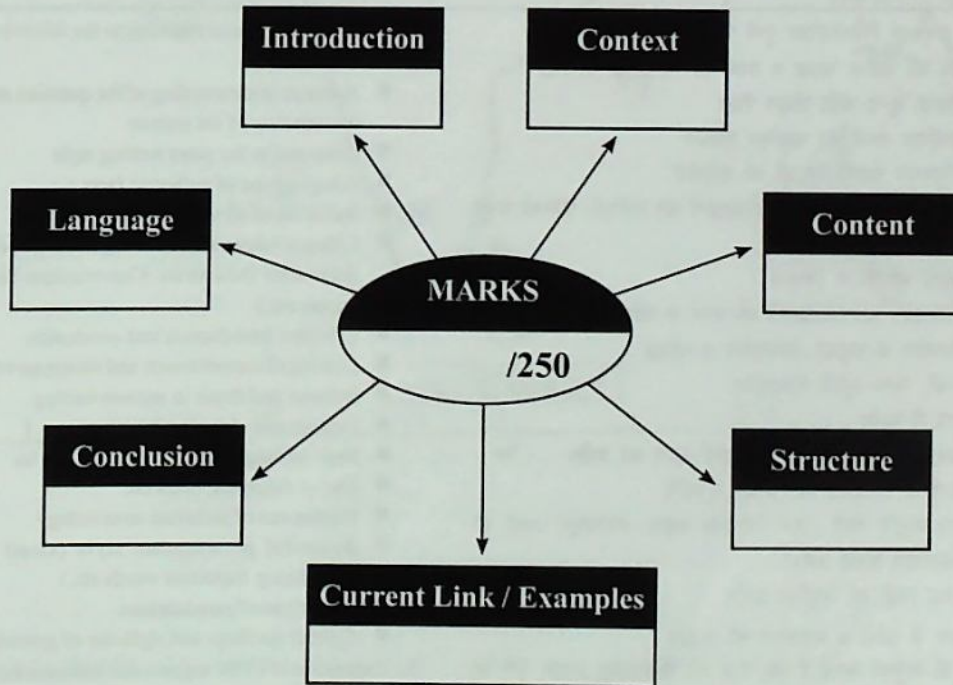 Introduction
Context
Language
Content
MARKS
/250
Conclusion
Structure
Current Link / Examples